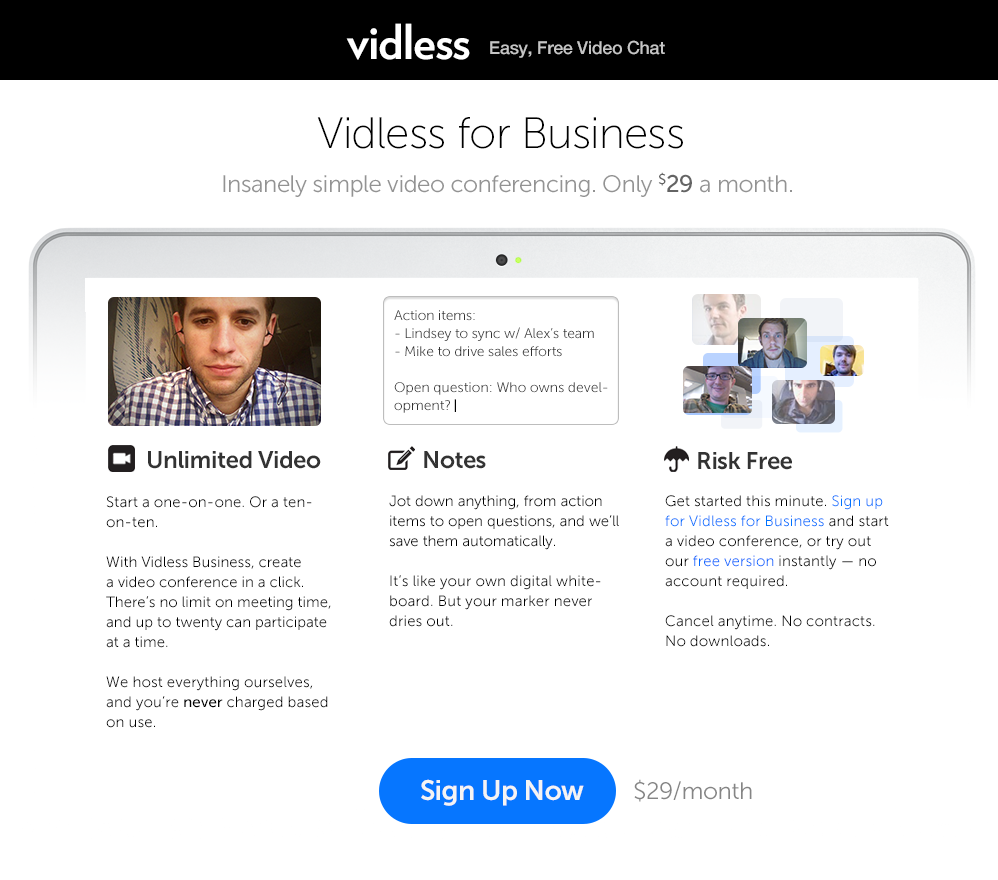 vidless Easy, Free Video Chat
Vidless for Business
Insanely simple video conferencing. Only $29 a month.
Action items:
- Lindsey to sync w/ Alex's team
- Mike to drive sales efforts
Open question: Who owns devel-
opment?
Unlimited Video
Start a one-on-one. Or a ten-
on-ten.
With Vidless Business, create
a video conference in a click.
There's no limit on meeting time,
and up to twenty can participate
at a time.
We host everything ourselves,
and you're never charged based
on use.
Notes
Jot down anything, from action
items to open questions, and we'll
save them automatically.
It's like your own digital white-
board. But your marker never
dries out.
Risk Free
Get started this minute. Sign up
for Vidless for Business and start
a video conference, or try out
our free version instantly — no
account required.
Cancel anytime. No contracts.
No downloads.
Sign Up Now $29/month